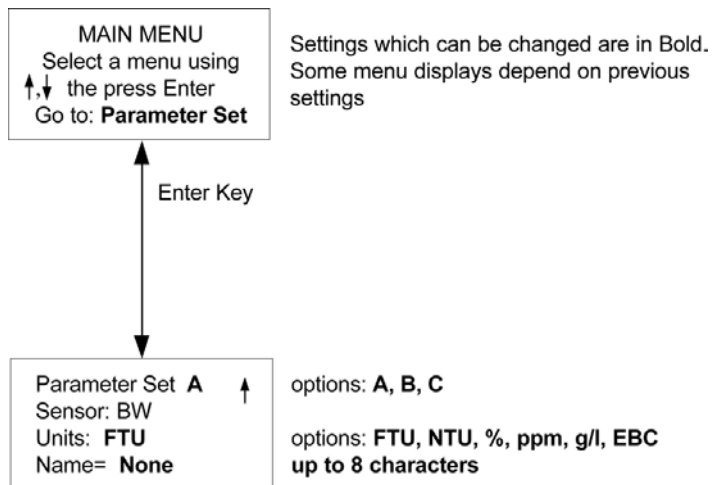 MAIN MENU
Select a menu using
↑,↓ the press Enter
Go to: Parameter Set
Settings which can be changed are in Bold.
Some menu displays depend on previous
settings
Enter Key
Parameter Set A ↑
options: A, B, C
Sensor: BW
Units: FTU
options: FTU, NTU, %, ppm, g/l, EBC
Name= None
up to 8 characters